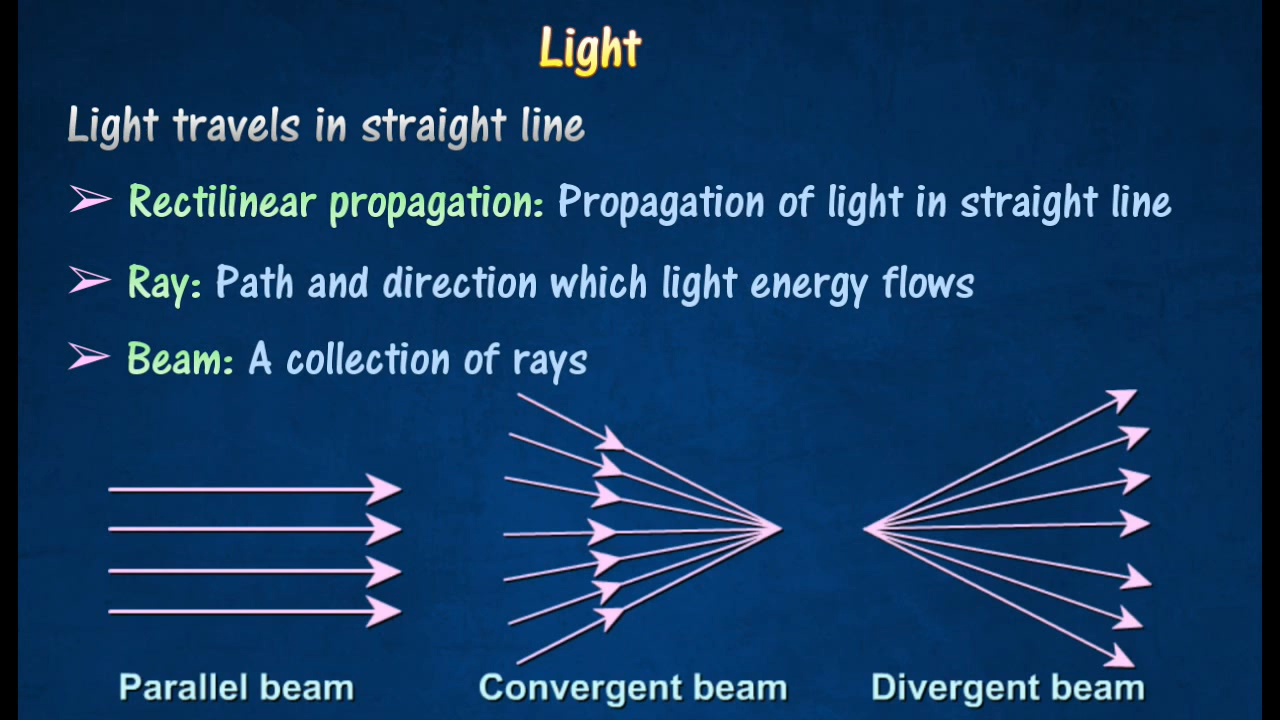 Light
Light travels in straight line
➢ Rectilinear propagation: Propagation of light in straight line
➢ Ray: Path and direction which light energy flows
➢ Beam: A collection of rays
Parallel beam
Convergent beam
Divergent beam